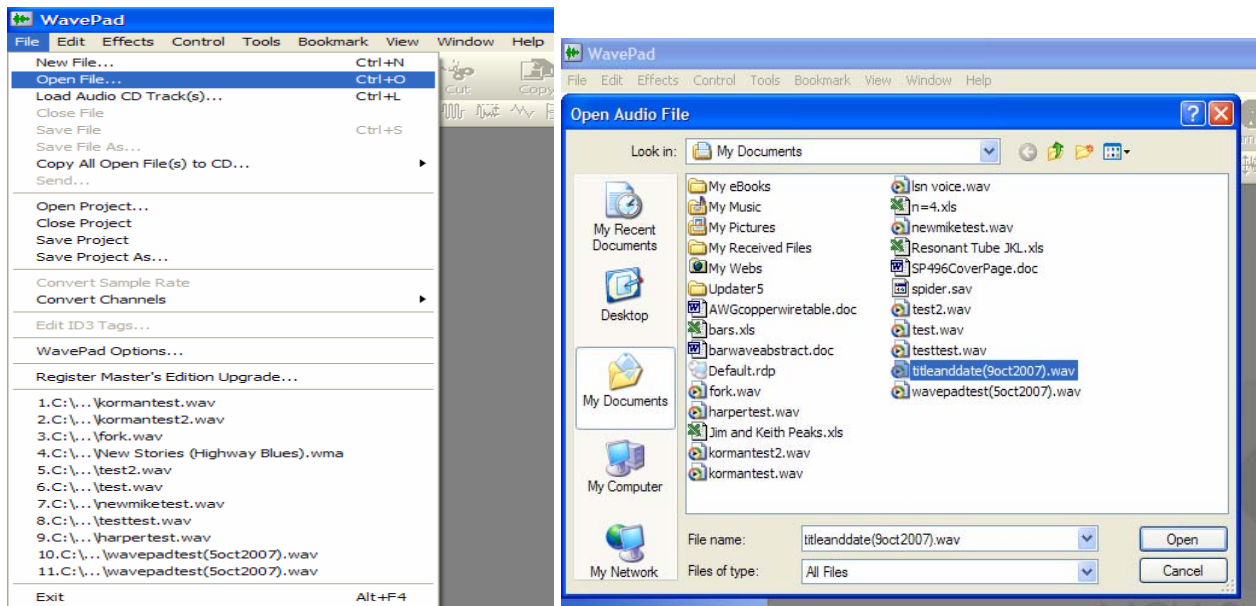 WavePad
File Edit Effects Control Tools Bookmark View Window Help
New File... Ctrl+N
Open File... Ctrl+O
Load Audio CD Track(s)... Ctrl+L
Close File
Save File Ctrl+S
Save File As...
Copy All Open File(s) to CD...
Send...
Open Project...
Close Project
Save Project
Save Project As...
Convert Sample Rate
Convert Channels
Edit ID3 Tags...
WavePad Options...
Register Master's Edition Upgrade...
1.C:\...\kormantest.wav
2.C:\...\kormantest2.wav
3.C:\...\fork.wav
4.C:\...\New Stories (Highway Blues).wma
5.C:\...\test2.wav
6.C:\...\test.wav
7.C:\...\newmiketest.wav
8.C:\...\testtest.wav
9.C:\...\harpertest.wav
10.C:\...\wavepadtest(5oct2007).wav
11.C:\...\wavepadtest(5oct2007).wav
Exit Alt+F4
Cut Copy
WavePad
File Edit Effects Control Tools Bookmark View Window Help
Open Audio File
Look in: My Documents
My Recent Documents
Desktop
My Documents
My Computer
My Network
My eBooks
My Music
My Pictures
My Received Files
My Webs
Updater5
AWGcopperwiretable.doc
bars.xls
barwaveabstract.doc
Default.rdp
fork.wav
harpertest.wav
Jim and Keith Peaks.xls
kormantest2.wav
kormantest.wav
lsn voice.wav
n=4.xls
newmiketest.wav
Resonant Tube JKL.xls
SP496CoverPage.doc
spider.sav
test2.wav
test.wav
testtest.wav
titleanddate(9oct2007).wav
wavepadtest(5oct2007).wav
File name: titleanddate(9oct2007).wav Open
Files of type: All Files Cancel